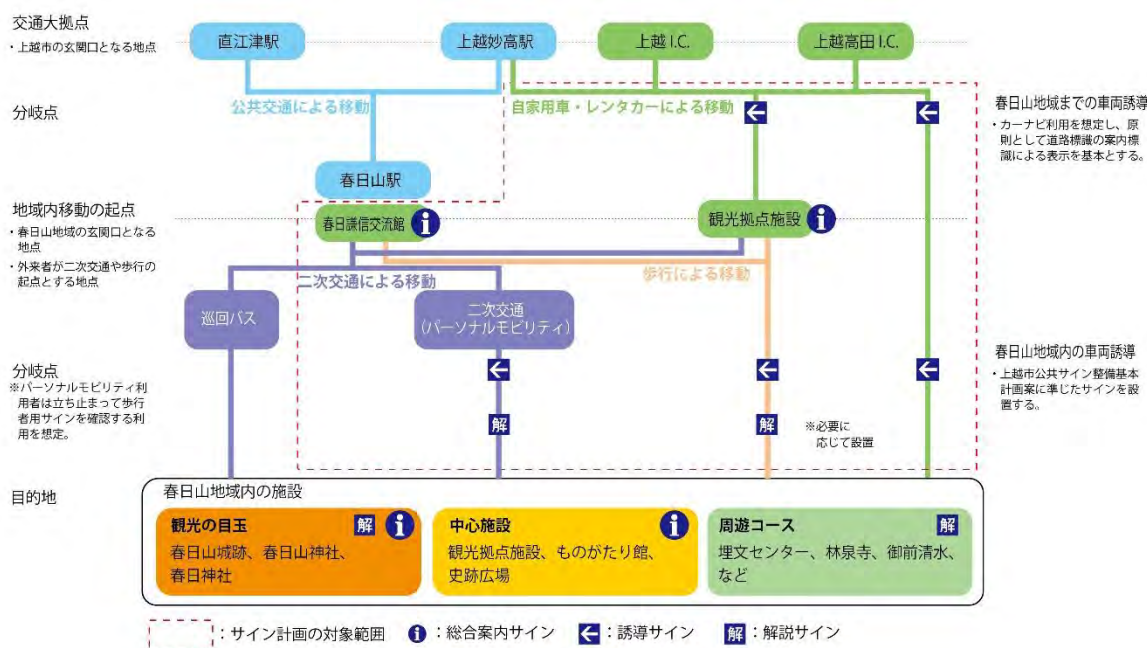 交通大拠点
・上越市の玄関口となる地点
直江津駅
上越妙高駅
上越 I.C.
上越高田 I.C.
分岐点
公共交通による移動
自家用車・レンタカーによる移動
春日山地域までの車両誘導
・カーナビ利用を想定し、原
則として道路標識の案内標
識による表示を基本とする。
春日山駅
地域内移動の起点
・春日山地域の玄関口となる
地点
・外来者が二次交通や歩行の
起点とする地点
春日謙信交流館
観光拠点施設
二次交通による移動
歩行による移動
巡回バス
二次交通
(パーソナルモビリティ)
分岐点
※パーソナルモビリティ利
用者は立ち止まって歩行
者用サインを確認する利
用を想定。
解
解
※必要に
応じて設置
春日山地域内の車両誘導
・上越市公共サイン整備基本
計画案に準じたサインを設
置する。
目的地
春日山地域内の施設
観光の目玉
解
春日山城跡、春日山神社、
春日神社
中心施設
観光拠点施設、ものがたり館、
史跡広場
周遊コース
解
埋文センター、林泉寺、御前清水、
など
：サイン計画の対象範囲
：総合案内サイン
：誘導サイン
解：解説サイン